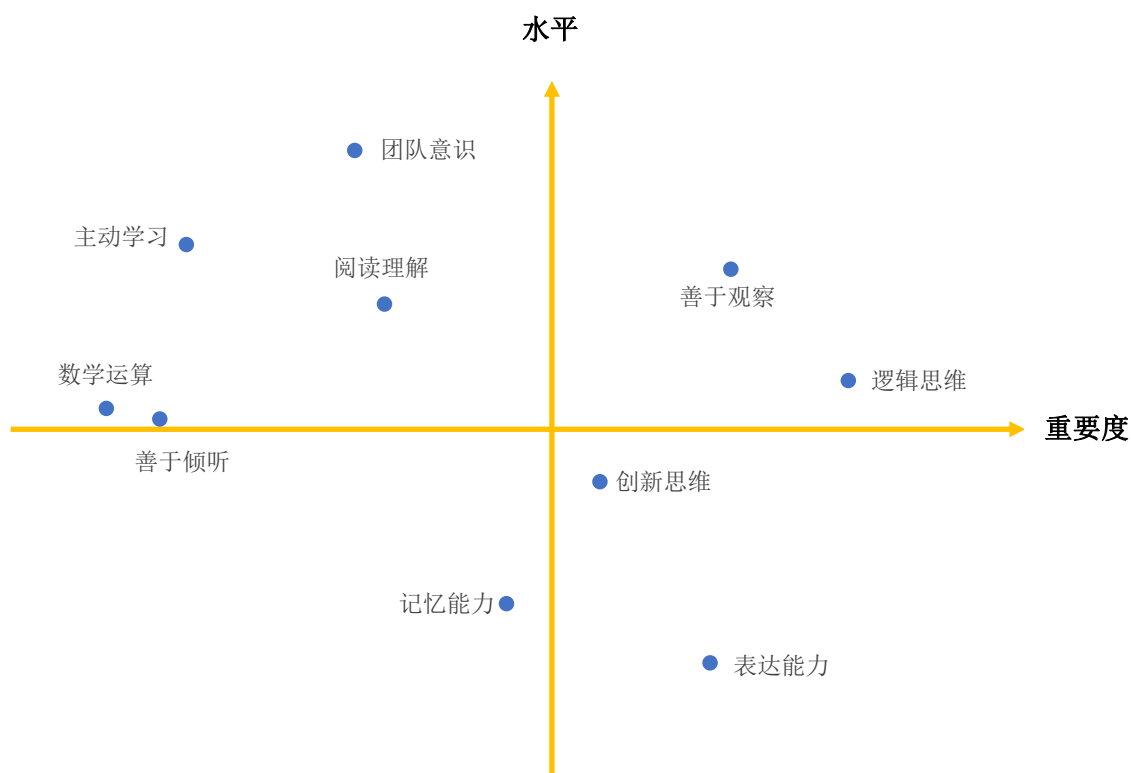 水平
团队意识
主动学习
阅读理解
善于观察
数学运算
逻辑思维
重要度
善于倾听
创新思维
记忆能力
表达能力